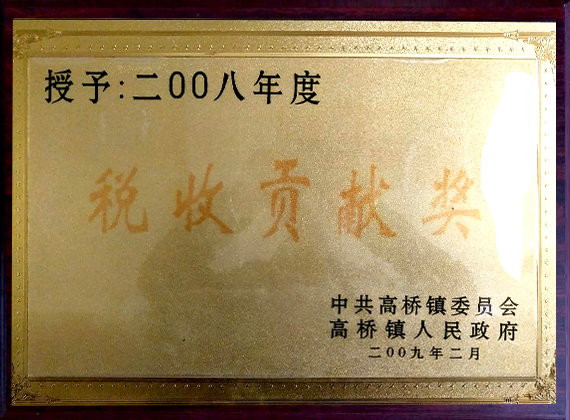 授予:二00八年度
税收贡献奖
中共高桥镇委员会
高桥镇人民政府
二00九年二月